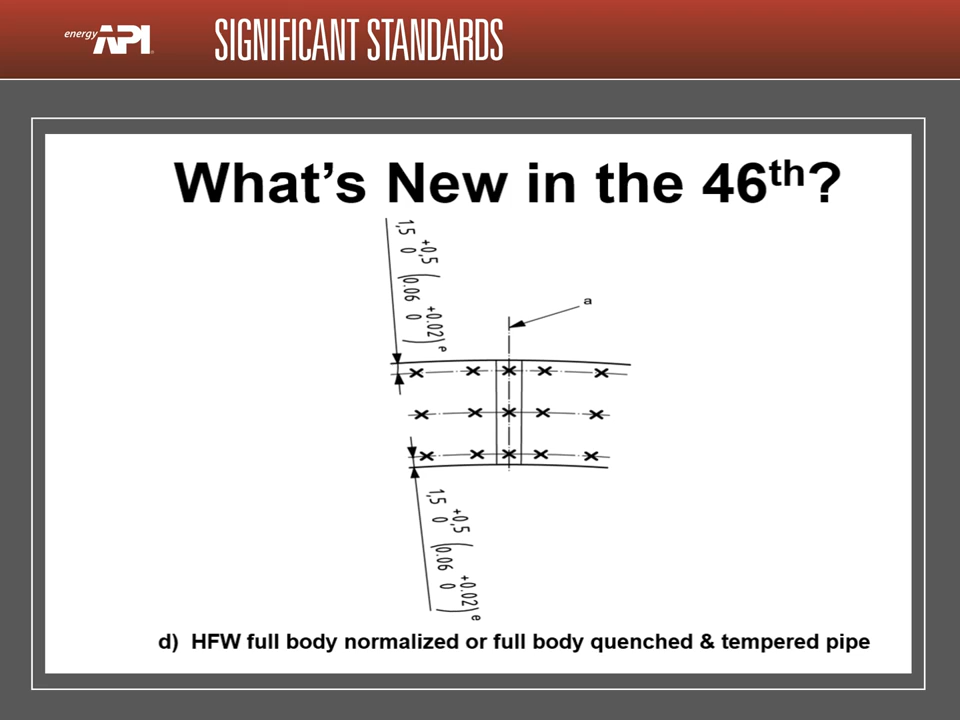 energy API
SIGNIFICANT STANDARDS
What's New in the 46th?
1,5 +0,5 0 (0.06 +0.02 0) e
a
1,5 +0,5 0 (0.06 +0.02 0) e
d) HFW full body normalized or full body quenched & tempered pipe